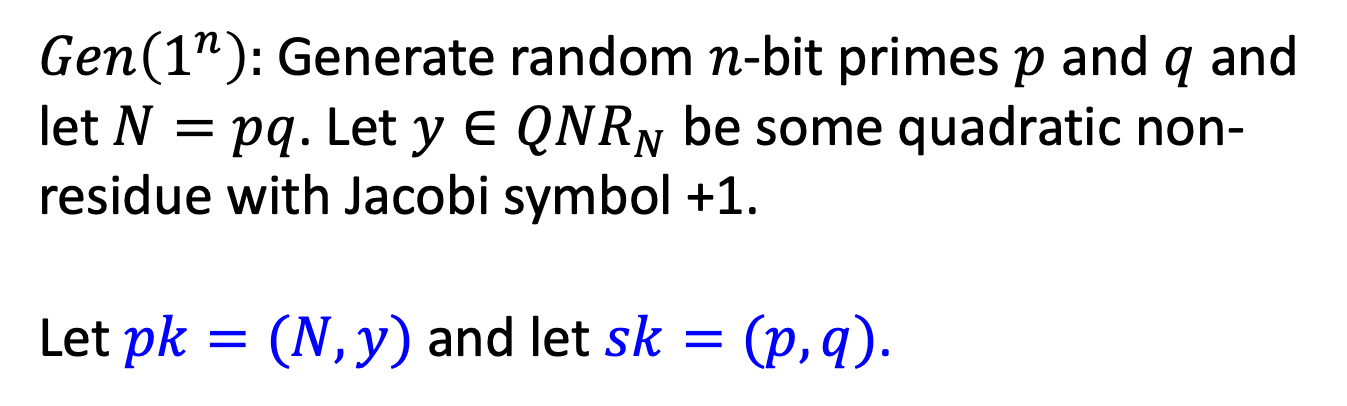 Gen(1ⁿ): Generate random n-bit primes p and q and
let N = pq. Let y ∈ QNR_N be some quadratic non-
residue with Jacobi symbol +1.
Let pk = (N, y) and let sk = (p, q).